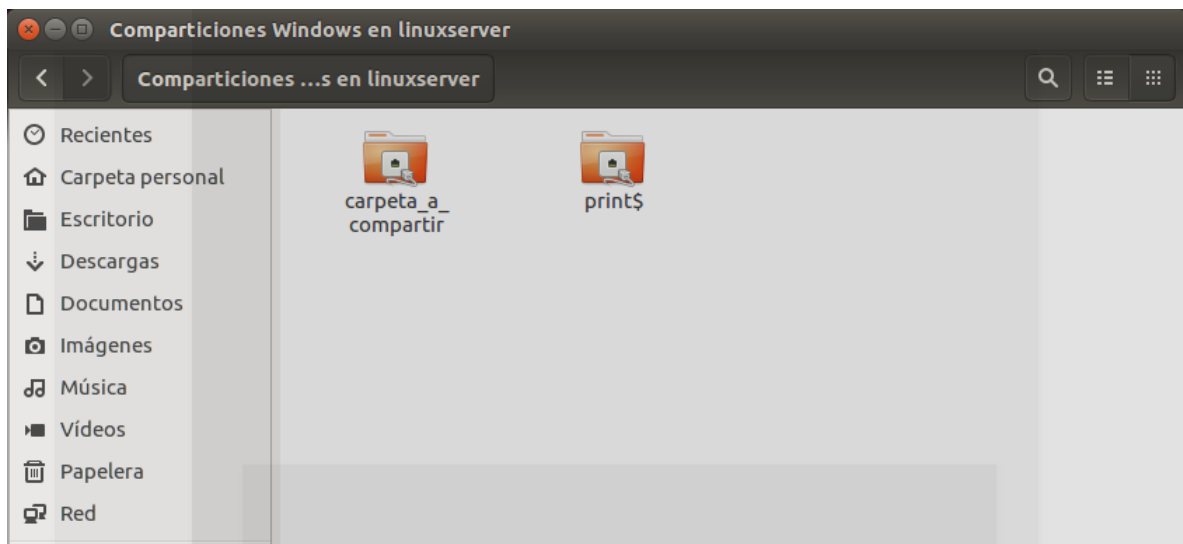 Comparticiones Windows en linuxserver
Comparticiones ...s en linuxserver
Recientes
Carpeta personal
Escritorio
Descargas
Documentos
Imágenes
Música
Vídeos
Papelera
Red
carpeta_a_
compartir
print$